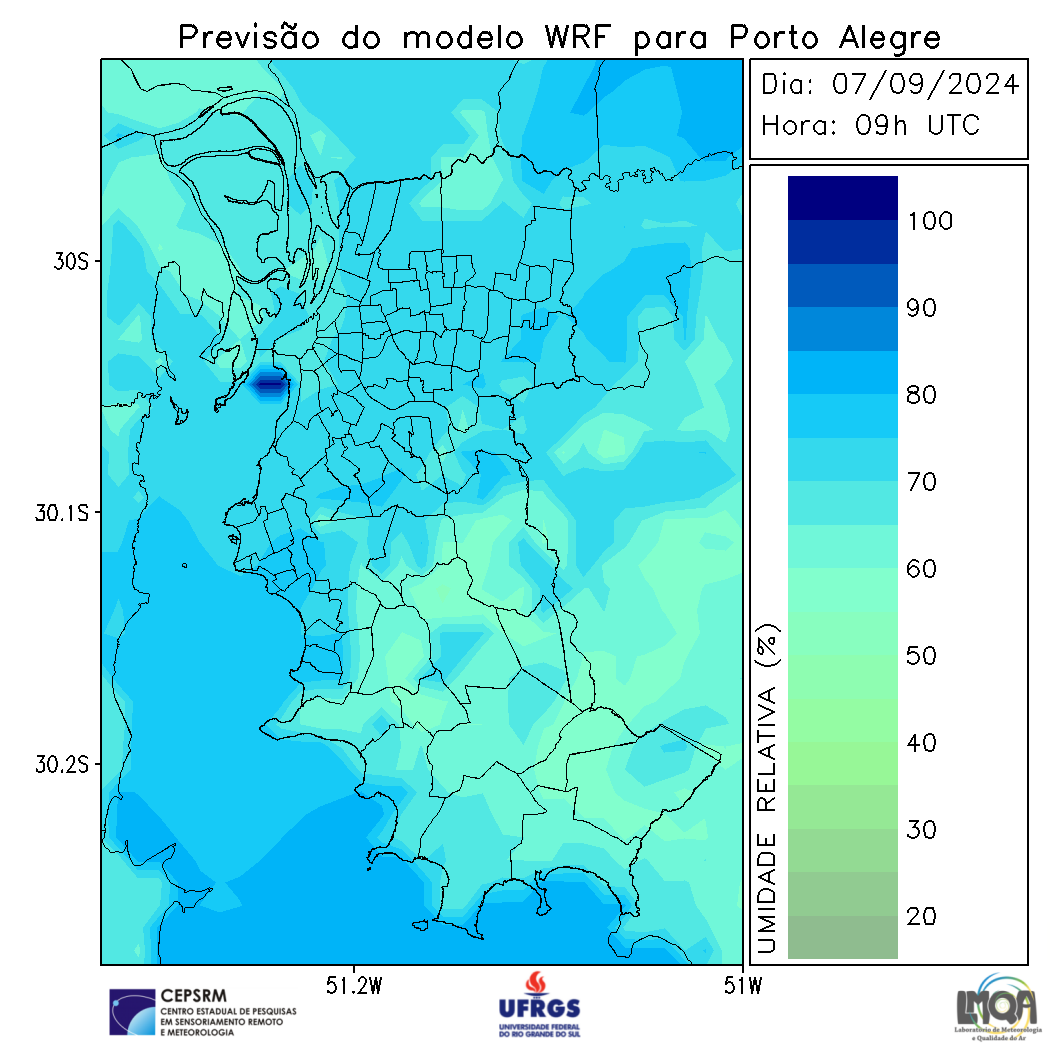 Previsão do modelo WRF para Porto Alegre
Dia: 07/09/2024
Hora: 09h UTC
30S
30.1S
30.2S
51.2W
51W
UMIDADE RELATIVA (%)
100
90
80
70
60
50
40
30
20
CEPSRM
CENTRO ESTADUAL DE PESQUISAS
EM SENSORIAMENTO REMOTO
E METEOROLOGIA
UFRGS
UNIVERSIDADE FEDERAL
DO RIO GRANDE DO SUL
LMQA
Laboratório de Meteorologia
e Qualidade do Ar